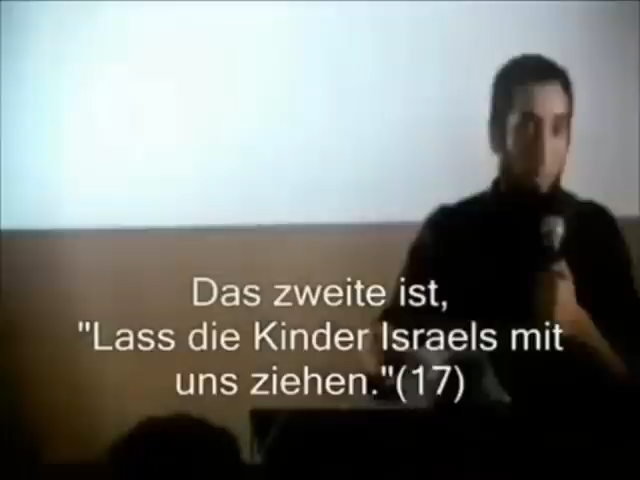 Das zweite ist,
"Lass die Kinder Israels mit
uns ziehen."(17)